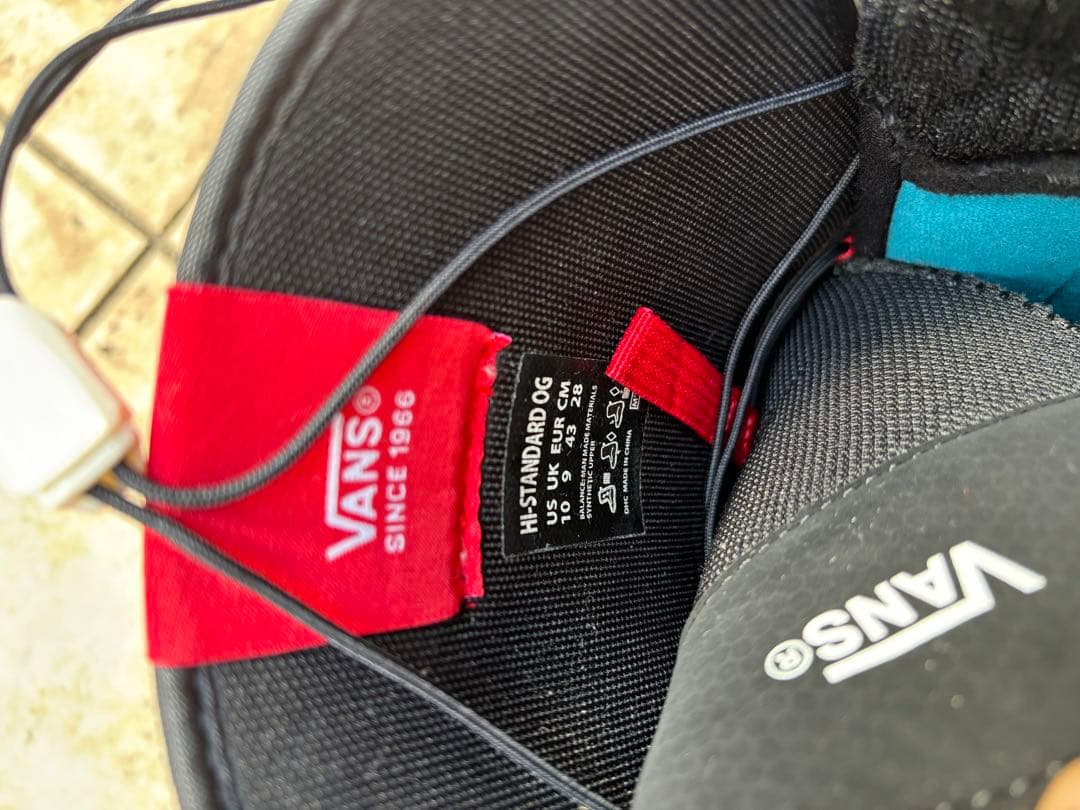 VANS®
SINCE 1966
HI-STANDARD OG
US UK EUR CM
10 9 43 28
BALANCE: MAN MADE MATERIALS
SYNTHETIC UPPER
DHC MADE IN CHINA
VANS®